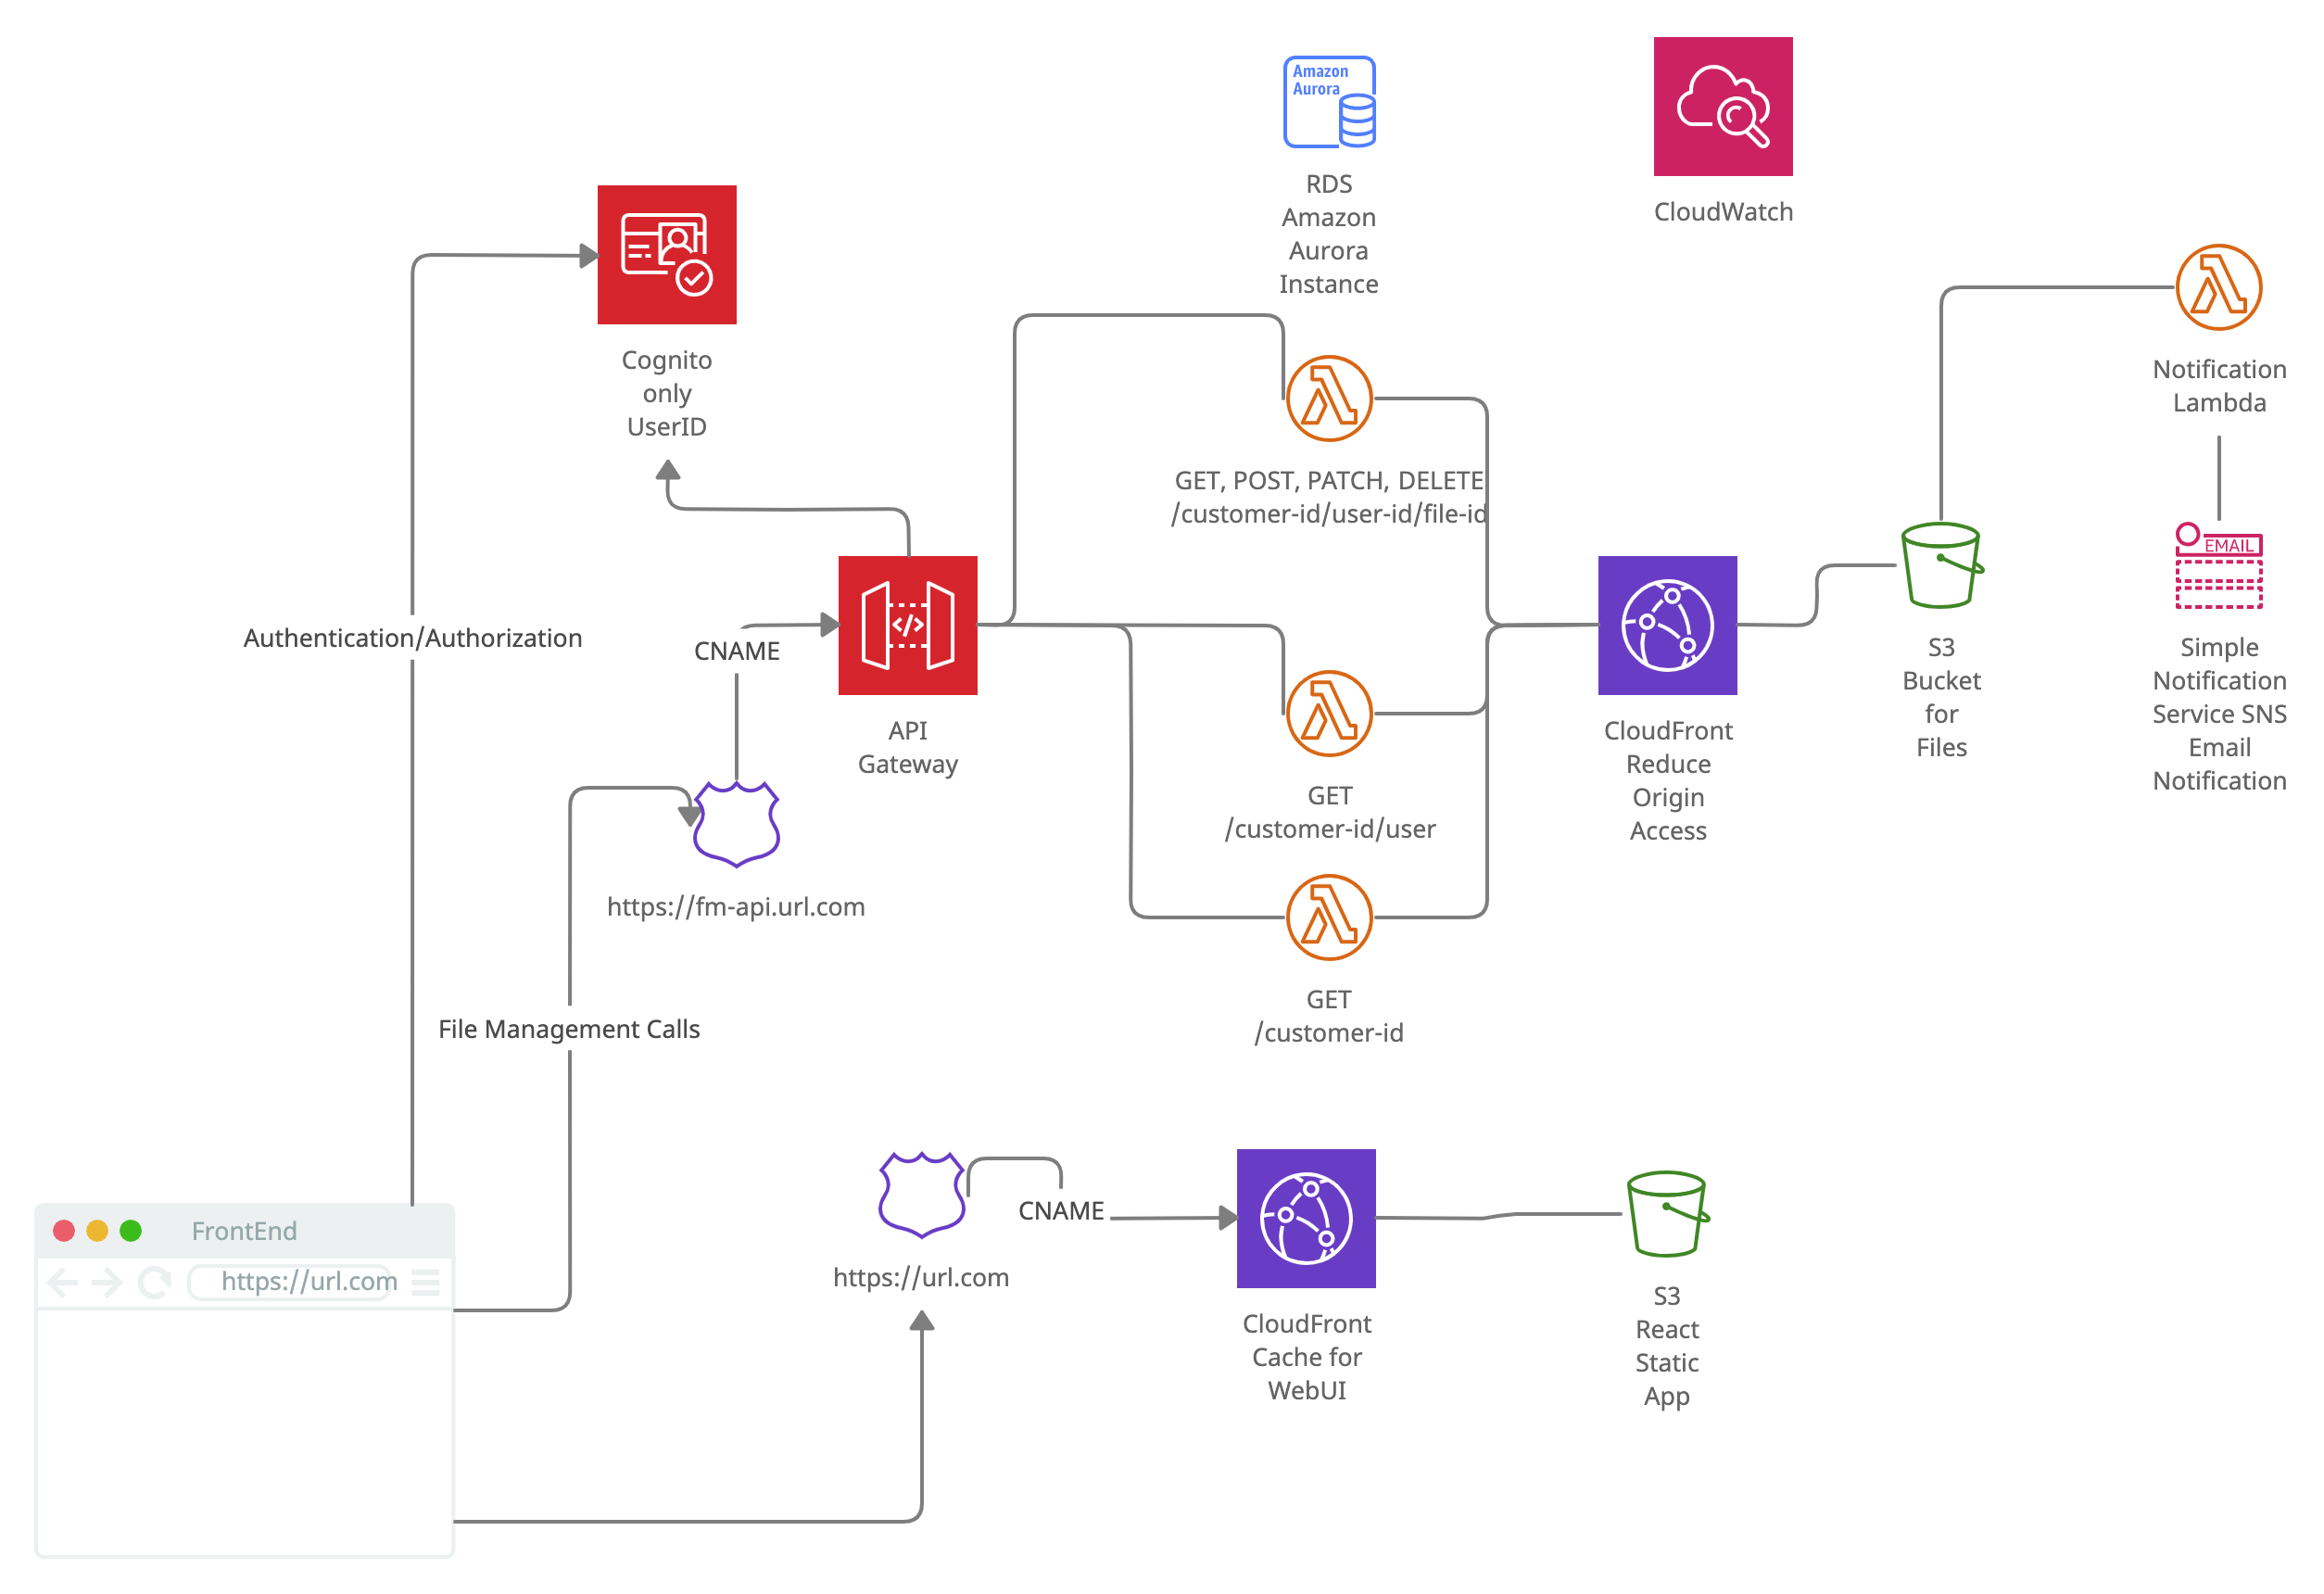 Amazon
Aurora
RDS
Amazon
Aurora
Instance
CloudWatch
Cognito
only
UserID
Notification
Lambda
GET, POST, PATCH, DELETE
/customer-id/user-id/file-id
EMAIL
Authentication/Authorization
CNAME
API
Gateway
GET
/customer-id/user
CloudFront
Reduce
Origin
Access
S3
Bucket
for
Files
Simple
Notification
Service SNS
Email
Notification
https://fm-api.url.com
GET
/customer-id
File Management Calls
FrontEnd
https://url.com
https://url.com
CNAME
CloudFront
Cache for
WebUI
S3
React
Static
App